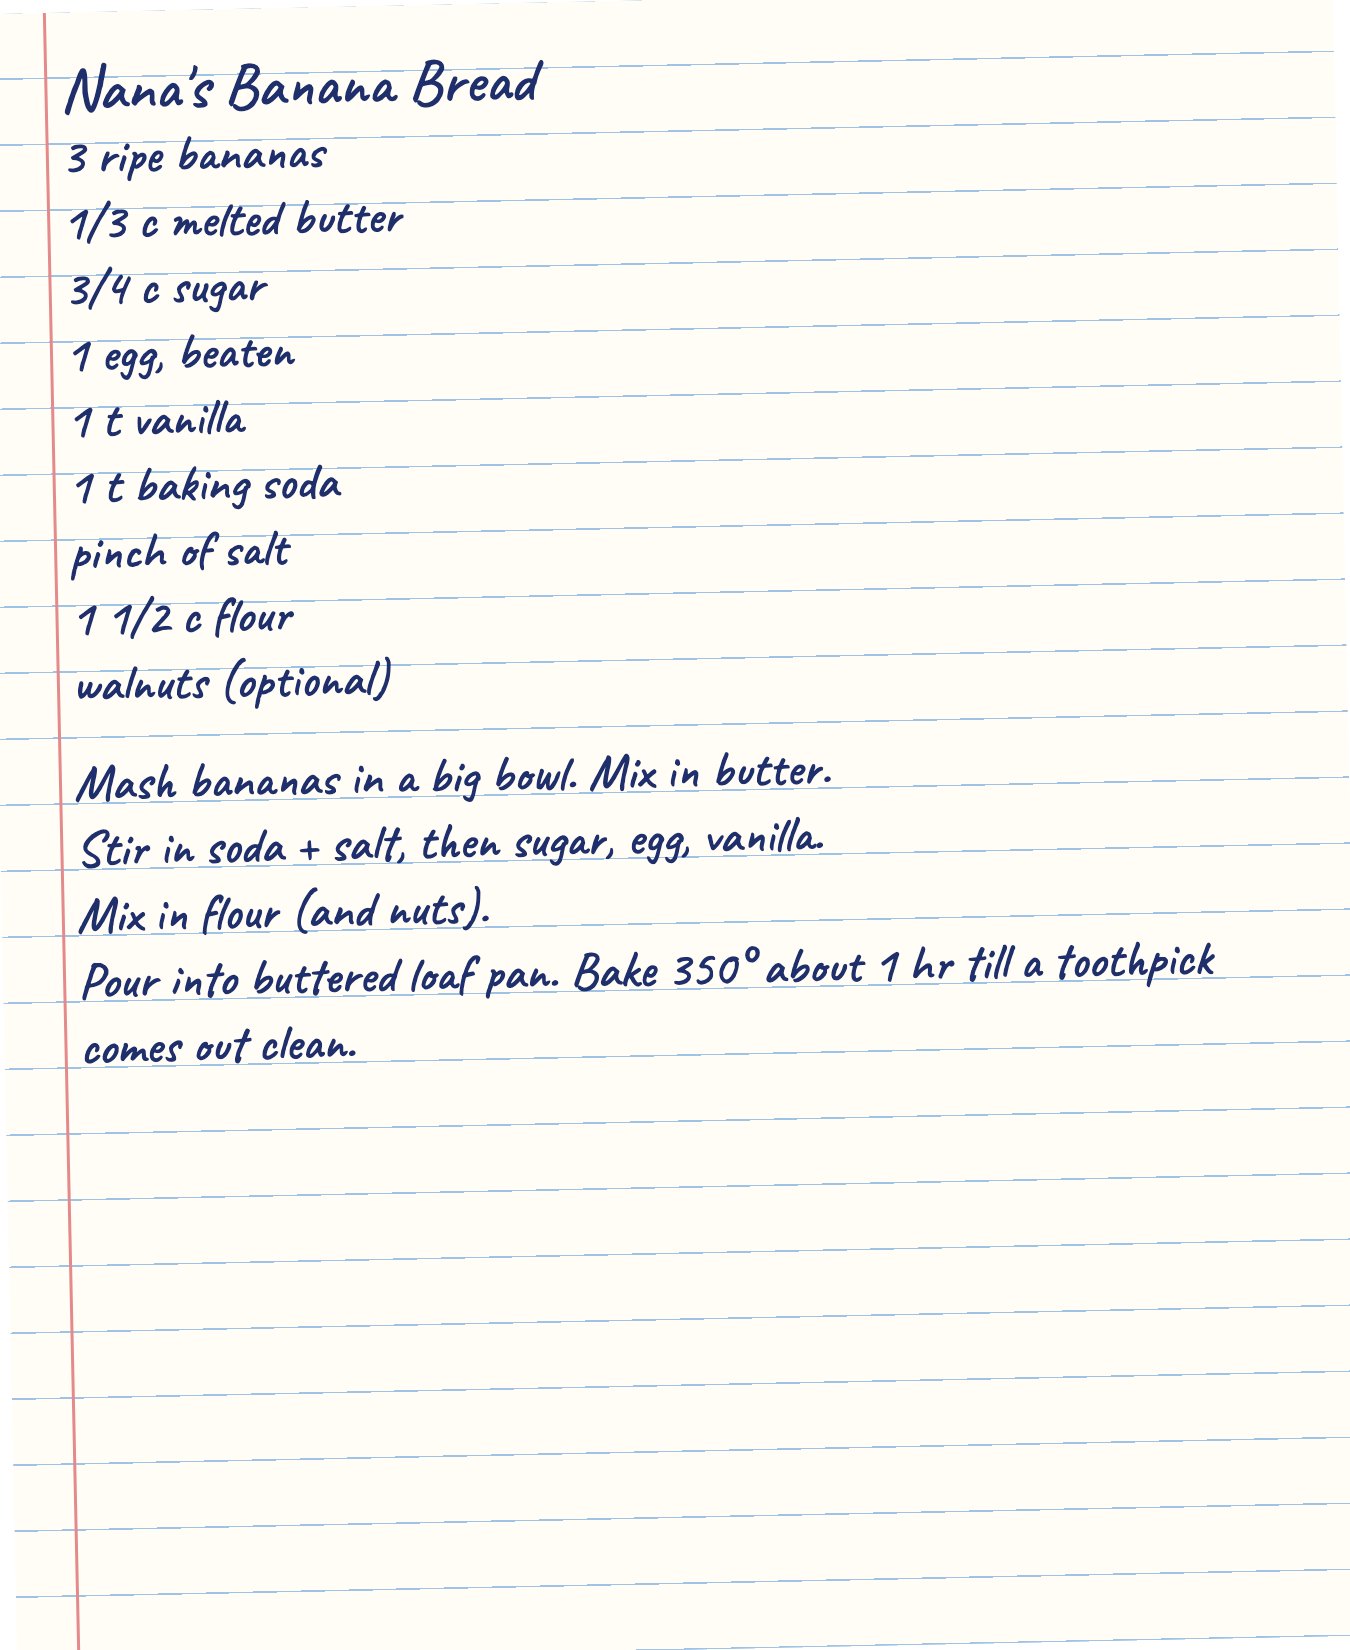 Nana's Banana Bread
3 ripe bananas
1/3 c melted butter
3/4 c sugar
1 egg, beaten
1 t vanilla
1 t baking soda
pinch of salt
1 1/2 c flour
walnuts (optional)
Mash bananas in a big bowl. Mix in butter.
Stir in soda + salt, then sugar, egg, vanilla.
Mix in flour (and nuts).
Pour into buttered loaf pan. Bake 350° about 1 hr till a toothpick
comes out clean.